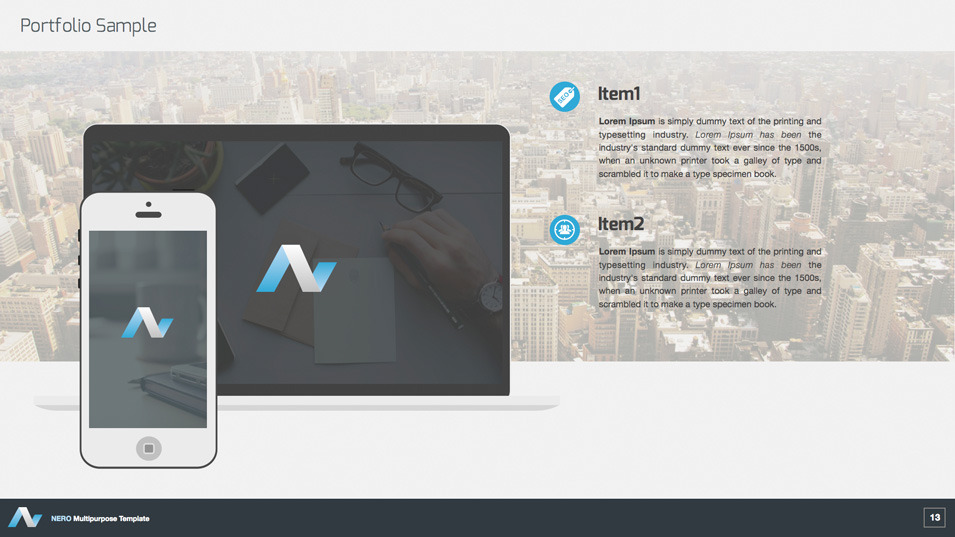 Portfolio Sample
SEO
Item1
Lorem Ipsum is simply dummy text of the printing and
typesetting industry. Lorem Ipsum has been the
industry's standard dummy text ever since the 1500s,
when an unknown printer took a galley of type and
scrambled it to make a type specimen book.
Item2
Lorem Ipsum is simply dummy text of the printing and
typesetting industry. Lorem Ipsum has been the
industry's standard dummy text ever since the 1500s,
when an unknown printer took a galley of type and
scrambled it to make a type specimen book.
NERO Multipurpose Template
13